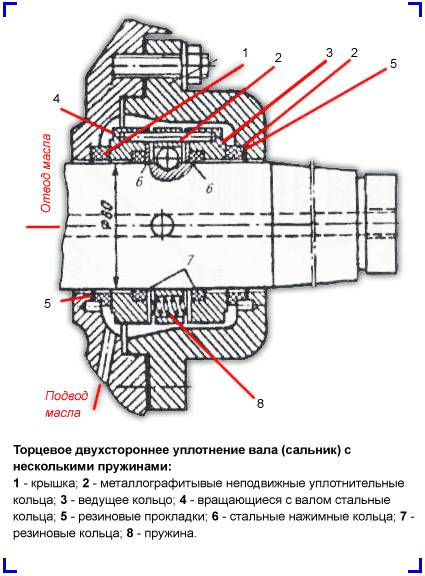 1
2
3
2
5
4
6
6
Отвод масла
Ф60
7
5
Подвод
масла
8
Торцевое двухстороннее уплотнение вала (сальник) с
несколькими пружинами:
1 - крышка; 2 - металлографитыовые неподвижные уплотнительные
кольца; 3 - ведущее кольцо; 4 - вращающиеся с валом стальные
кольца; 5 - резиновые прокладки; 6 - стальные нажимные кольца; 7 -
резиновые кольца; 8 - пружина.